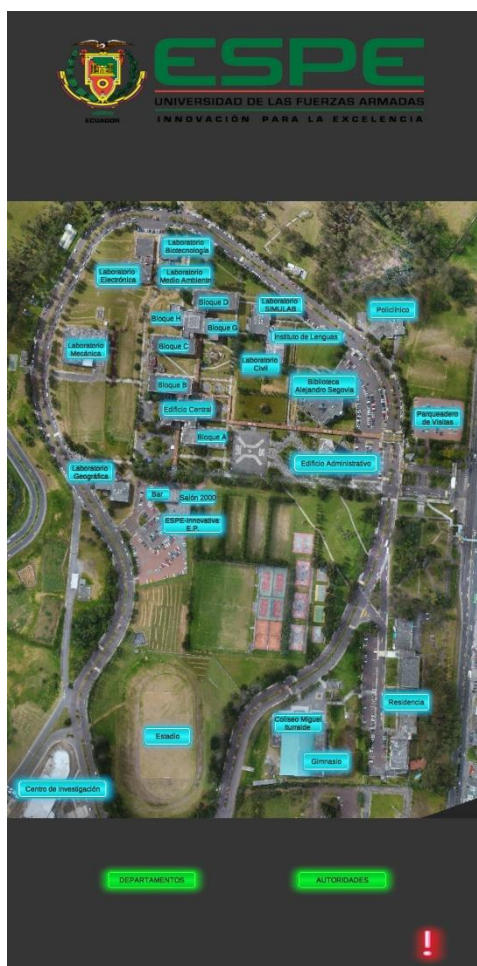 ESPE
UNIVERSIDAD DE LAS FUERZAS ARMADAS
INNOVACIÓN PARA LA EXCELENCIA
ECUADOR
Laboratorio
Biotecnología
Laboratorio
Electrónica
Laboratorio
Medio Ambiente
Bloque D
Laboratorio
SIMULAB
Policlínico
Bloque H
Bloque G
Instituto de Lenguas
Laboratorio
Mecánica
Bloque C
Laboratorio
Civil
Bloque B
Biblioteca
Alejandro Segovia
Edificio Central
Parqueadero
de Visitas
Bloque A
Edificio Administrativo
Laboratorio
Geográfica
Bar
Salón 2000
ESPE-Innovativa
E.P.
Residencia
Coliseo Miguel
Iturralde
Estadio
Gimnasio
Centro de Investigación
DEPARTAMENTOS
AUTORIDADES
!